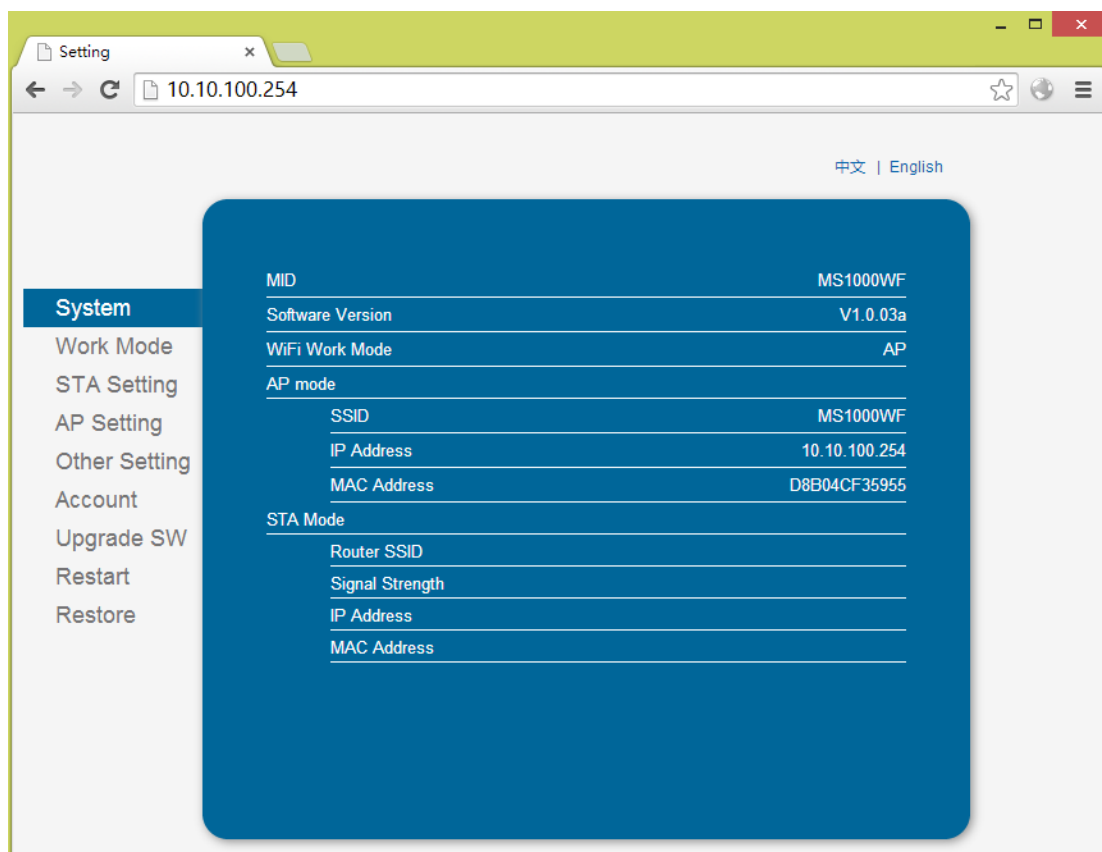 Setting
10.10.100.254
中文 | English
System
Work Mode
STA Setting
AP Setting
Other Setting
Account
Upgrade SW
Restart
Restore
MID MS1000WF
Software Version V1.0.03a
WiFi Work Mode AP
AP mode
SSID MS1000WF
IP Address 10.10.100.254
MAC Address D8B04CF35955
STA Mode
Router SSID
Signal Strength
IP Address
MAC Address